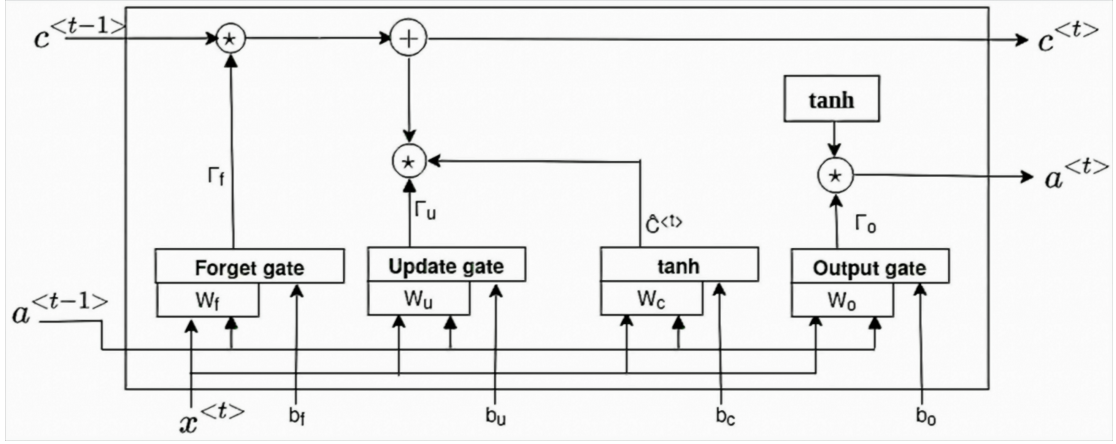 c<t−1>
⋆
+
c<t>
tanh
⋆
⋆
a<t>
Γf
Γu
Ĉ<t>
Γo
Forget gate
Update gate
tanh
Output gate
Wf
Wu
Wc
Wo
a<t−1>
x<t>
bf
bu
bc
bo